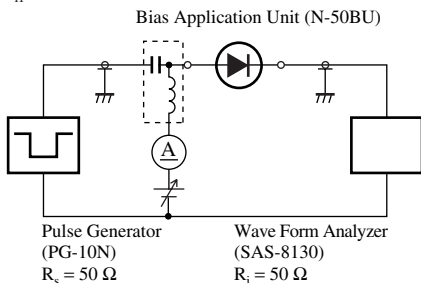 Bias Application Unit (N-50BU)
A
Pulse Generator
(PG-10N)
Rs = 50 Ω
Wave Form Analyzer
(SAS-8130)
Ri = 50 Ω